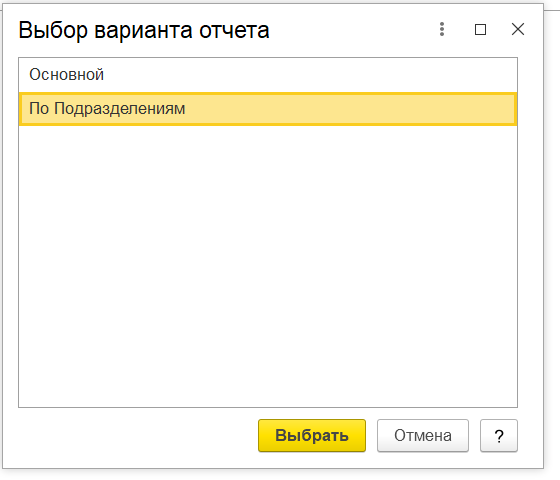 Выбор варианта отчета
Основной
По Подразделениям
Выбрать
Отмена
?